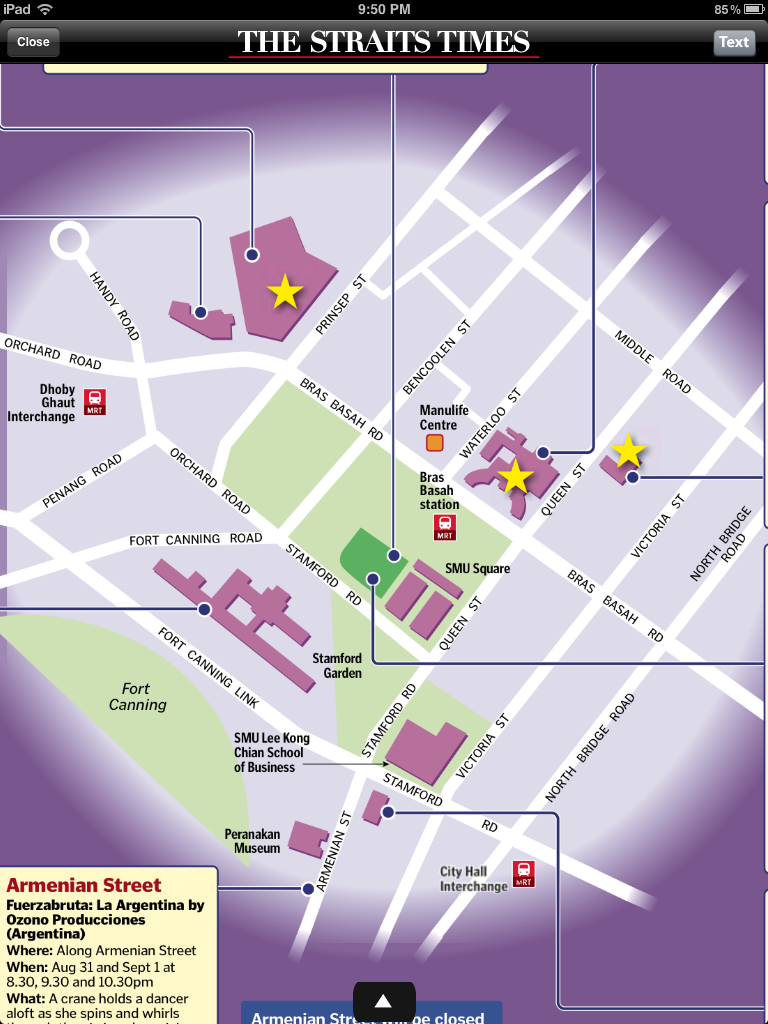 iPad
9:50 PM
85%
Close
THE STRAITS TIMES
Text
HANDY ROAD
PRINSEP ST
ORCHARD ROAD
BENCOOLEN ST
MIDDLE ROAD
Dhoby
Ghaut
Interchange
MRT
BRAS BASAH RD
Manulife
Centre
WATERLOO ST
PENANG ROAD
ORCHARD ROAD
Bras
Basah
station
MRT
QUEEN ST
VICTORIA ST
NORTH BRIDGE
ROAD
FORT CANNING ROAD
STAMFORD RD
SMU Square
BRAS BASAH RD
QUEEN ST
FORT CANNING LINK
Stamford
Garden
Fort
Canning
STAMFORD RD
VICTORIA ST
NORTH BRIDGE ROAD
SMU Lee Kong
Chian School
of Business
STAMFORD
RD
Peranakan
Museum
ARMENIAN ST
City Hall
Interchange
MRT
Armenian Street
Fuerzabruta: La Argentina by
Ozono Producciones
(Argentina)
Where: Along Armenian Street
When: Aug 31 and Sept 1 at
8.30, 9.30 and 10.30pm
What: A crane holds a dancer
aloft as she spins and whirls
Armenian Street will be closed